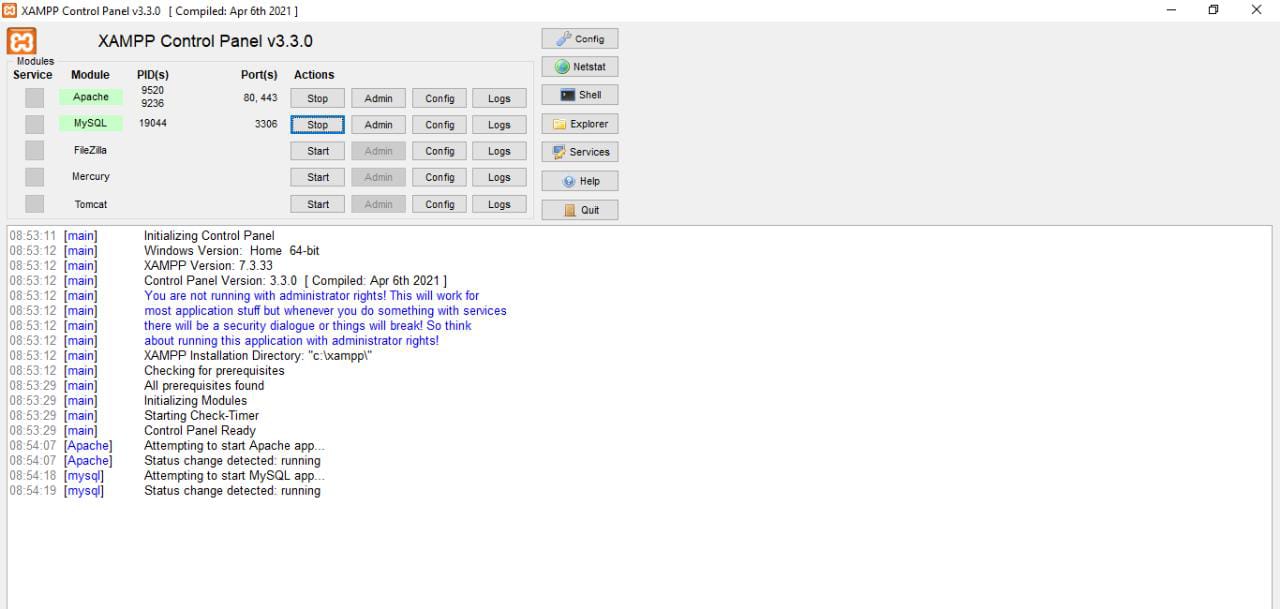 XAMPP Control Panel v3.3.0 [ Compiled: Apr 6th 2021 ]
XAMPP Control Panel v3.3.0
Config
Modules
Netstat
Service Module PID(s) Port(s) Actions
Shell
Apache 9520 9236 80, 443 Stop Admin Config Logs
MySQL 19044 3306 Stop Admin Config Logs
Explorer
FileZilla Start Admin Config Logs
Services
Mercury Start Admin Config Logs
Help
Tomcat Start Admin Config Logs
Quit
08:53:11 [main] Initializing Control Panel
08:53:12 [main] Windows Version: Home 64-bit
08:53:12 [main] XAMPP Version: 7.3.33
08:53:12 [main] Control Panel Version: 3.3.0 [ Compiled: Apr 6th 2021 ]
08:53:12 [main] You are not running with administrator rights! This will work for
08:53:12 [main] most application stuff but whenever you do something with services
08:53:12 [main] there will be a security dialogue or things will break! So think
08:53:12 [main] about running this application with administrator rights!
08:53:12 [main] XAMPP Installation Directory: "c:\xampp\"
08:53:12 [main] Checking for prerequisites
08:53:29 [main] All prerequisites found
08:53:29 [main] Initializing Modules
08:53:29 [main] Starting Check-Timer
08:53:29 [main] Control Panel Ready
08:54:07 [Apache] Attempting to start Apache app...
08:54:07 [Apache] Status change detected: running
08:54:18 [mysql] Attempting to start MySQL app...
08:54:19 [mysql] Status change detected: running